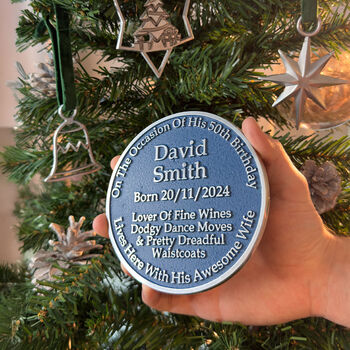 On The Occasion Of His 50th Birthday
David
Smith
Born 20/11/2024
Lover Of Fine Wines
Dodgy Dance Moves
& Pretty Dreadful
Waistcoats
Lives Here With His Awesome Wife